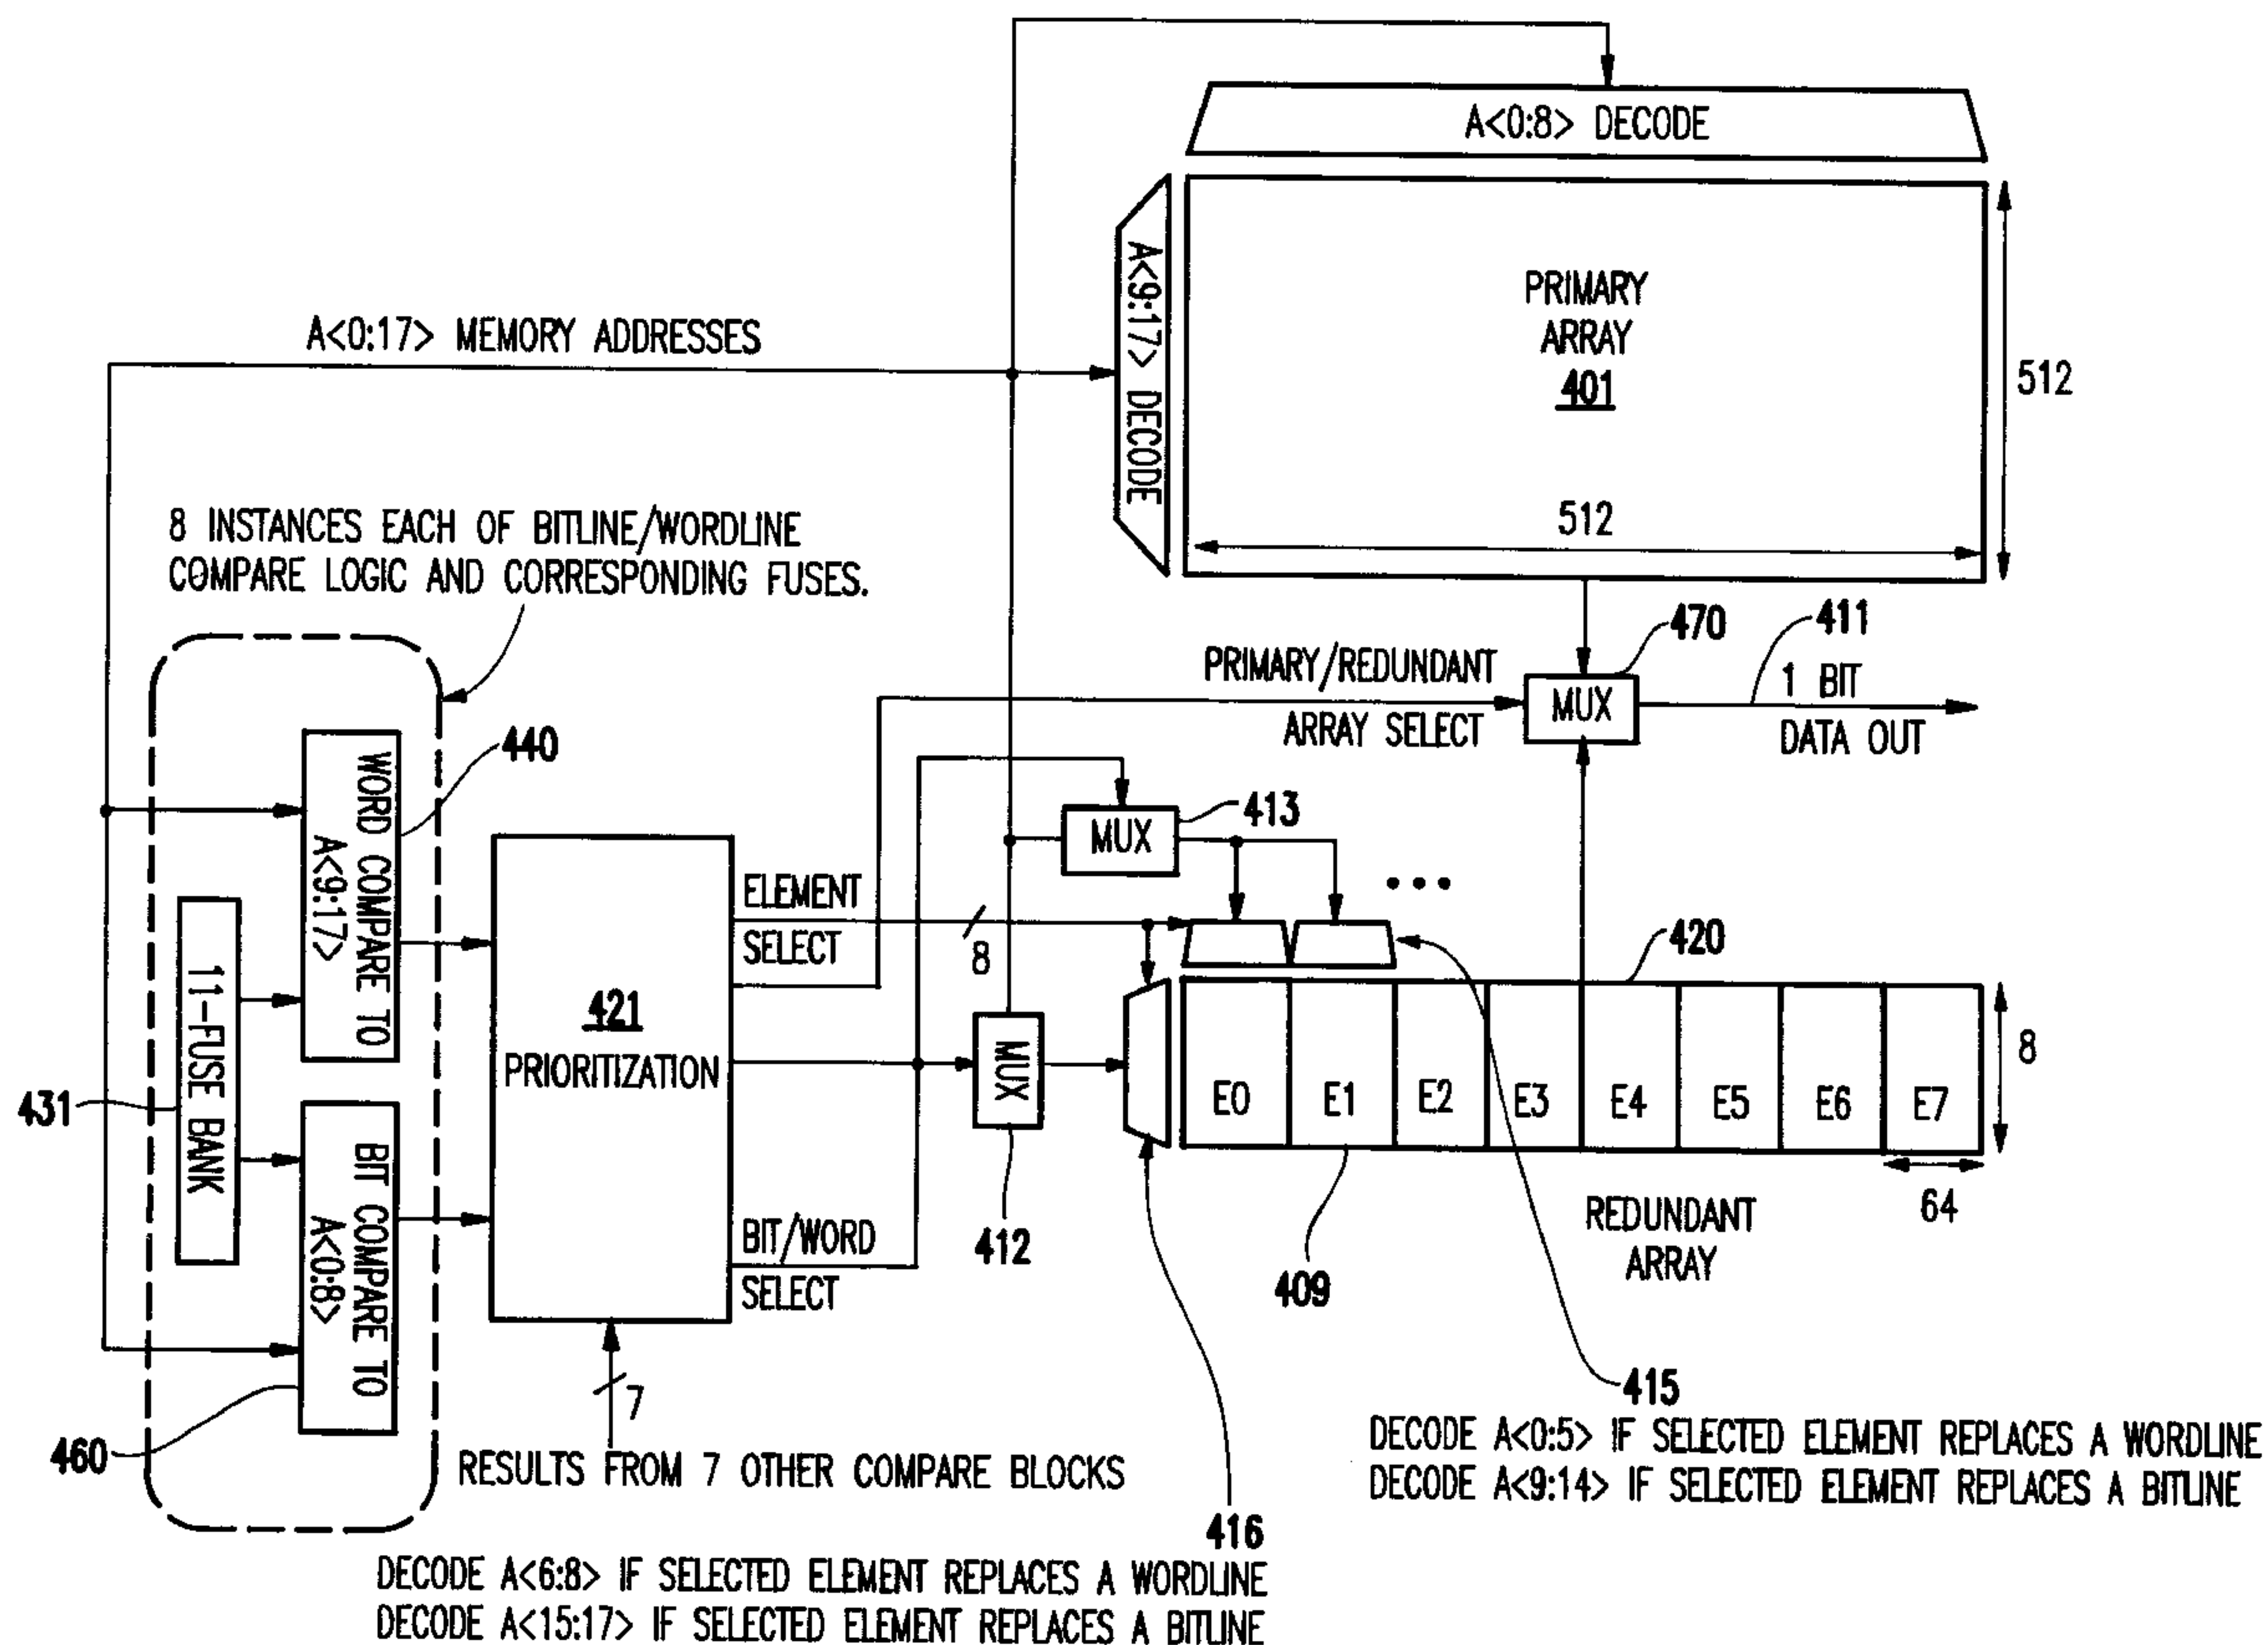 A<0:8> DECODE
A<9:17> DECODE
PRIMARY
ARRAY
401
512
512
A<0:17> MEMORY ADDRESSES
8 INSTANCES EACH OF BITLINE/WORDLINE
COMPARE LOGIC AND CORRESPONDING FUSES.
470
411
PRIMARY/REDUNDANT
ARRAY SELECT
MUX
1 BIT
DATA OUT
440
WORD COMPARE TO
A<9:17>
413
MUX
ELEMENT
SELECT
8
420
11-FUSE BANK
431
421
PRIORITIZATION
MUX
412
E0
E1
E2
E3
E4
E5
E6
E7
8
64
REDUNDANT
ARRAY
409
BIT COMPARE TO
A<0:8>
460
BIT/WORD
SELECT
7
RESULTS FROM 7 OTHER COMPARE BLOCKS
415
DECODE A<0:5> IF SELECTED ELEMENT REPLACES A WORDLINE
DECODE A<9:14> IF SELECTED ELEMENT REPLACES A BITLINE
416
DECODE A<6:8> IF SELECTED ELEMENT REPLACES A WORDLINE
DECODE A<15:17> IF SELECTED ELEMENT REPLACES A BITLINE